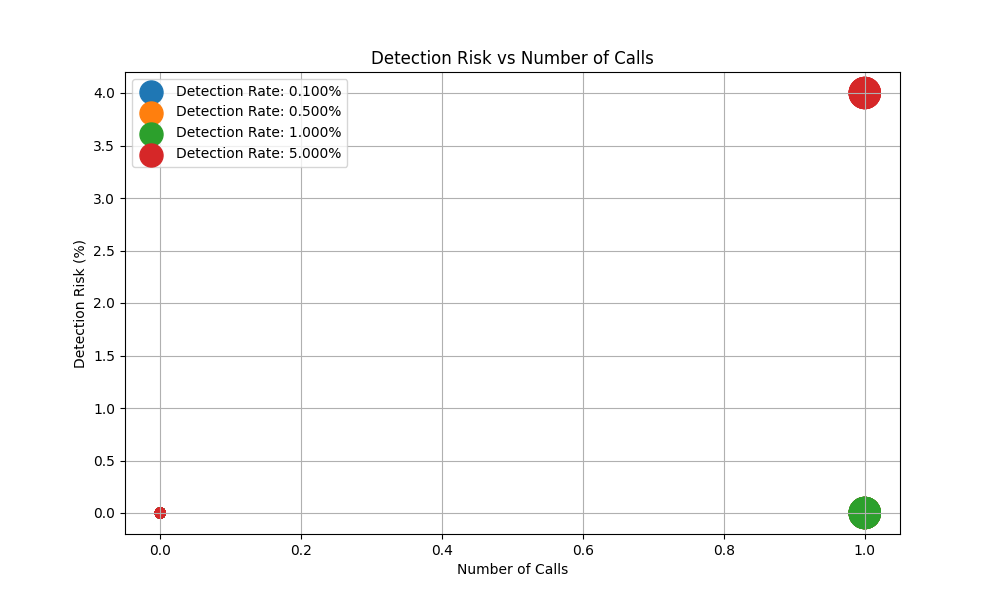 Detection Risk vs Number of Calls
Detection Rate: 0.100%
Detection Rate: 0.500%
Detection Rate: 1.000%
Detection Rate: 5.000%
Detection Risk (%)
4.0
3.5
3.0
2.5
2.0
1.5
1.0
0.5
0.0
0.0 0.2 0.4 0.6 0.8 1.0
Number of Calls